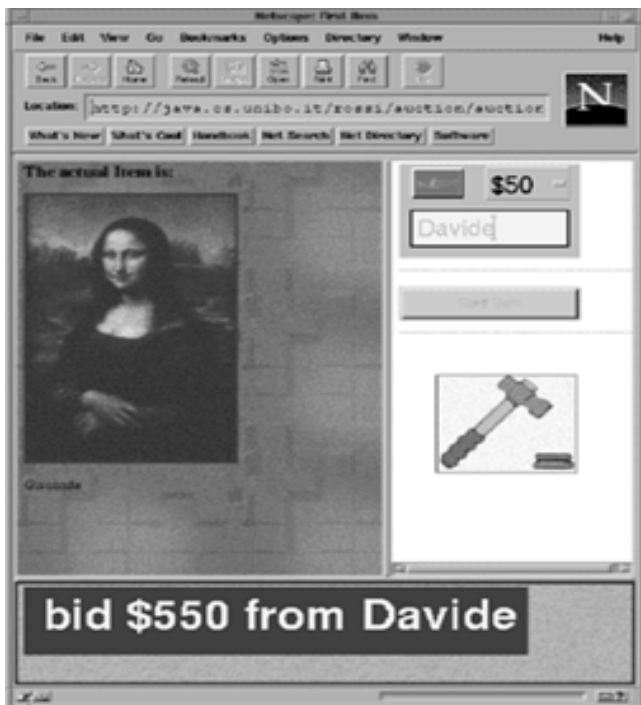 Netscape: First Item
File Edit View Go Bookmarks Options Directory Window Help
Back Home Reload Open Print Find
Location: http://java.cs.unibo.it/rossi/auction/auction
N
What's New What's Cool Handbook Net Search Net Directory Software
The actual Item is:
$50
Davide
Next Item
Gioconda
bid $550 from Davide